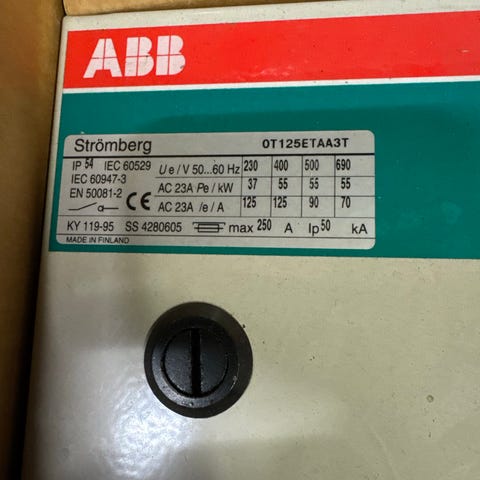 ABB
Strömberg OT125ETAA3T
IP 54 IEC 60529 Ue / V 50...60 Hz 230 400 500 690
IEC 60947-3 AC 23A Pe / kW 37 55 55 55
EN 50081-2 CE AC 23A Ie / A 125 125 90 70
KY 119-95 SS 4280605 max 250 A Ip 50 kA
MADE IN FINLAND